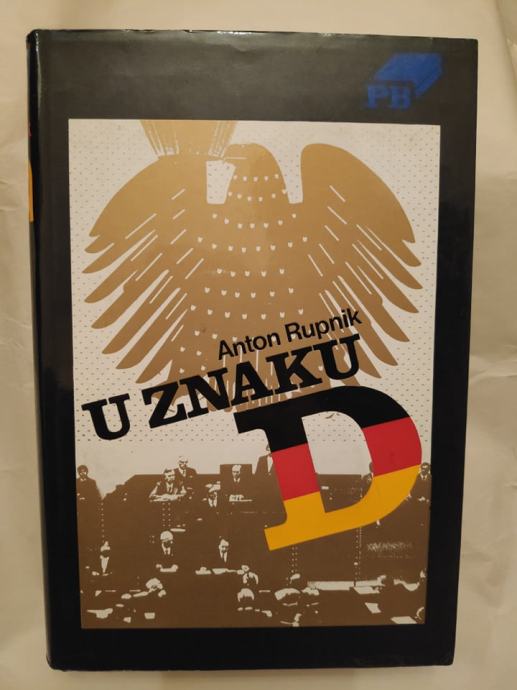 PB
Anton Rupnik
U ZNAKU
D